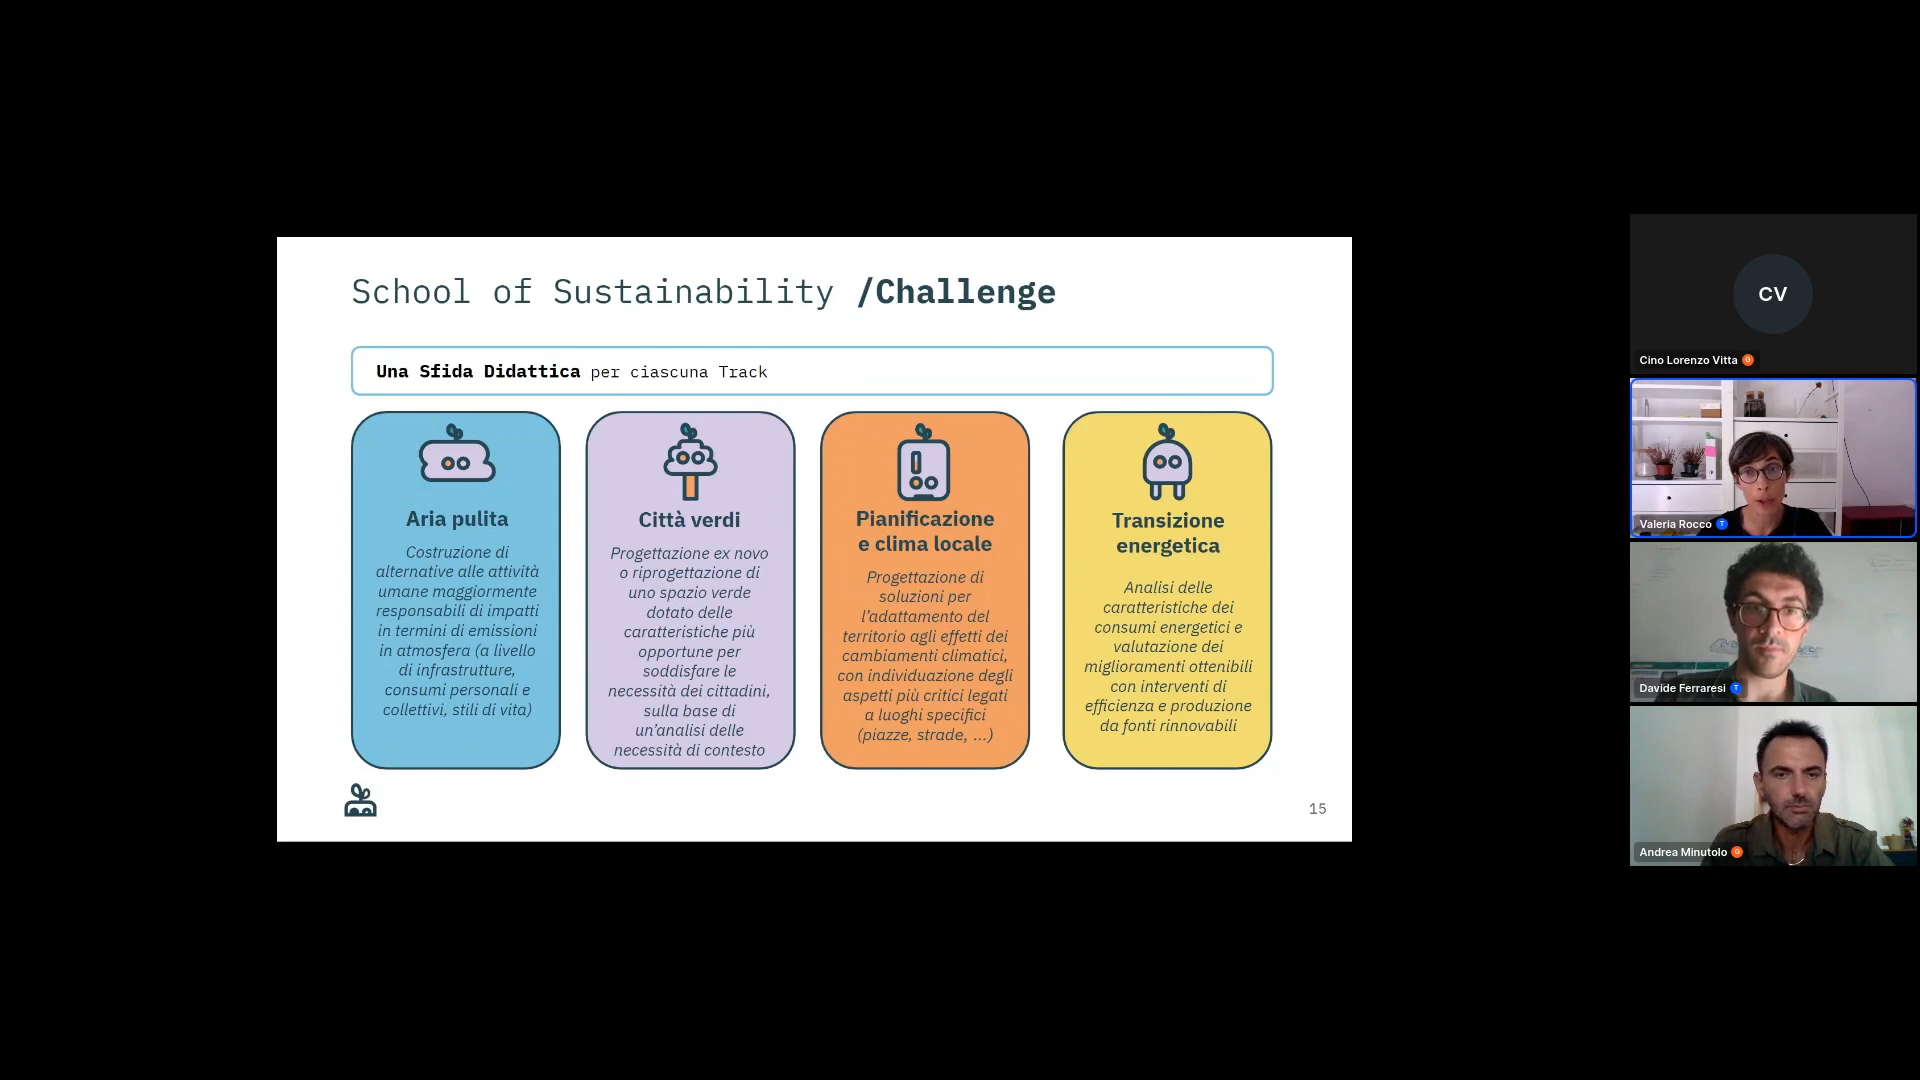 School of Sustainability /Challenge
Una Sfida Didattica per ciascuna Track
Aria pulita
Costruzione di
alternative alle attività
umane maggiormente
responsabili di impatti
in termini di emissioni
in atmosfera (a livello
di infrastrutture,
consumi personali e
collettivi, stili di vita)
Città verdi
Progettazione ex novo
o riprogettazione di
uno spazio verde
dotato delle
caratteristiche più
opportune per
soddisfare le
necessità dei cittadini,
sulla base di
un'analisi delle
necessità di contesto
Pianificazione
e clima locale
Progettazione di
soluzioni per
l'adattamento del
territorio agli effetti dei
cambiamenti climatici,
con individuazione degli
aspetti più critici legati
a luoghi specifici
(piazze, strade, ...)
Transizione
energetica
Analisi delle
caratteristiche dei
consumi energetici e
valutazione dei
miglioramenti ottenibili
con interventi di
efficienza e produzione
da fonti rinnovabili
15
CV
Cino Lorenzo Vitta G
Valeria Rocco T
Davide Ferraresi T
Andrea Minutolo G